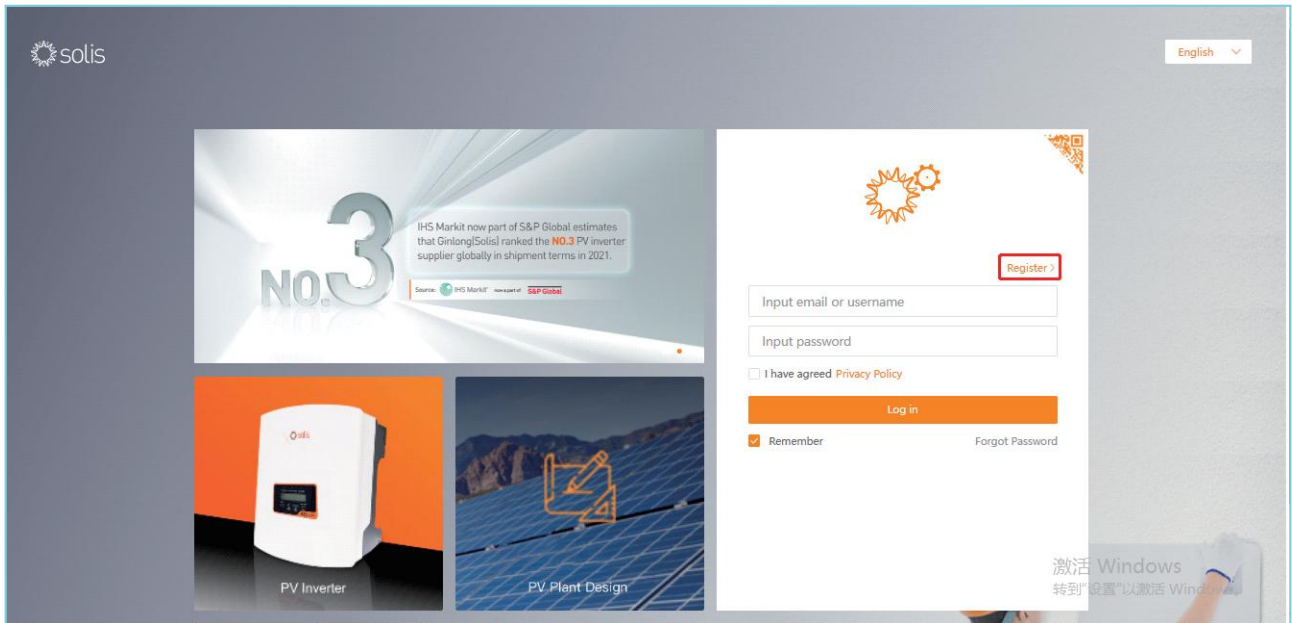 solis
English
NO.3
IHS Markit now part of S&P Global estimates
that Ginlong(Solis) ranked the NO.3 PV inverter
supplier globally in shipment terms in 2021.
Source: IHS Markit now a part of S&P Global
Register >
Input email or username
Input password
I have agreed Privacy Policy
Log in
Remember
Forgot Password
solis
PV Inverter
PV Plant Design
激活 Windows
转到"设置"以激活 Windows。